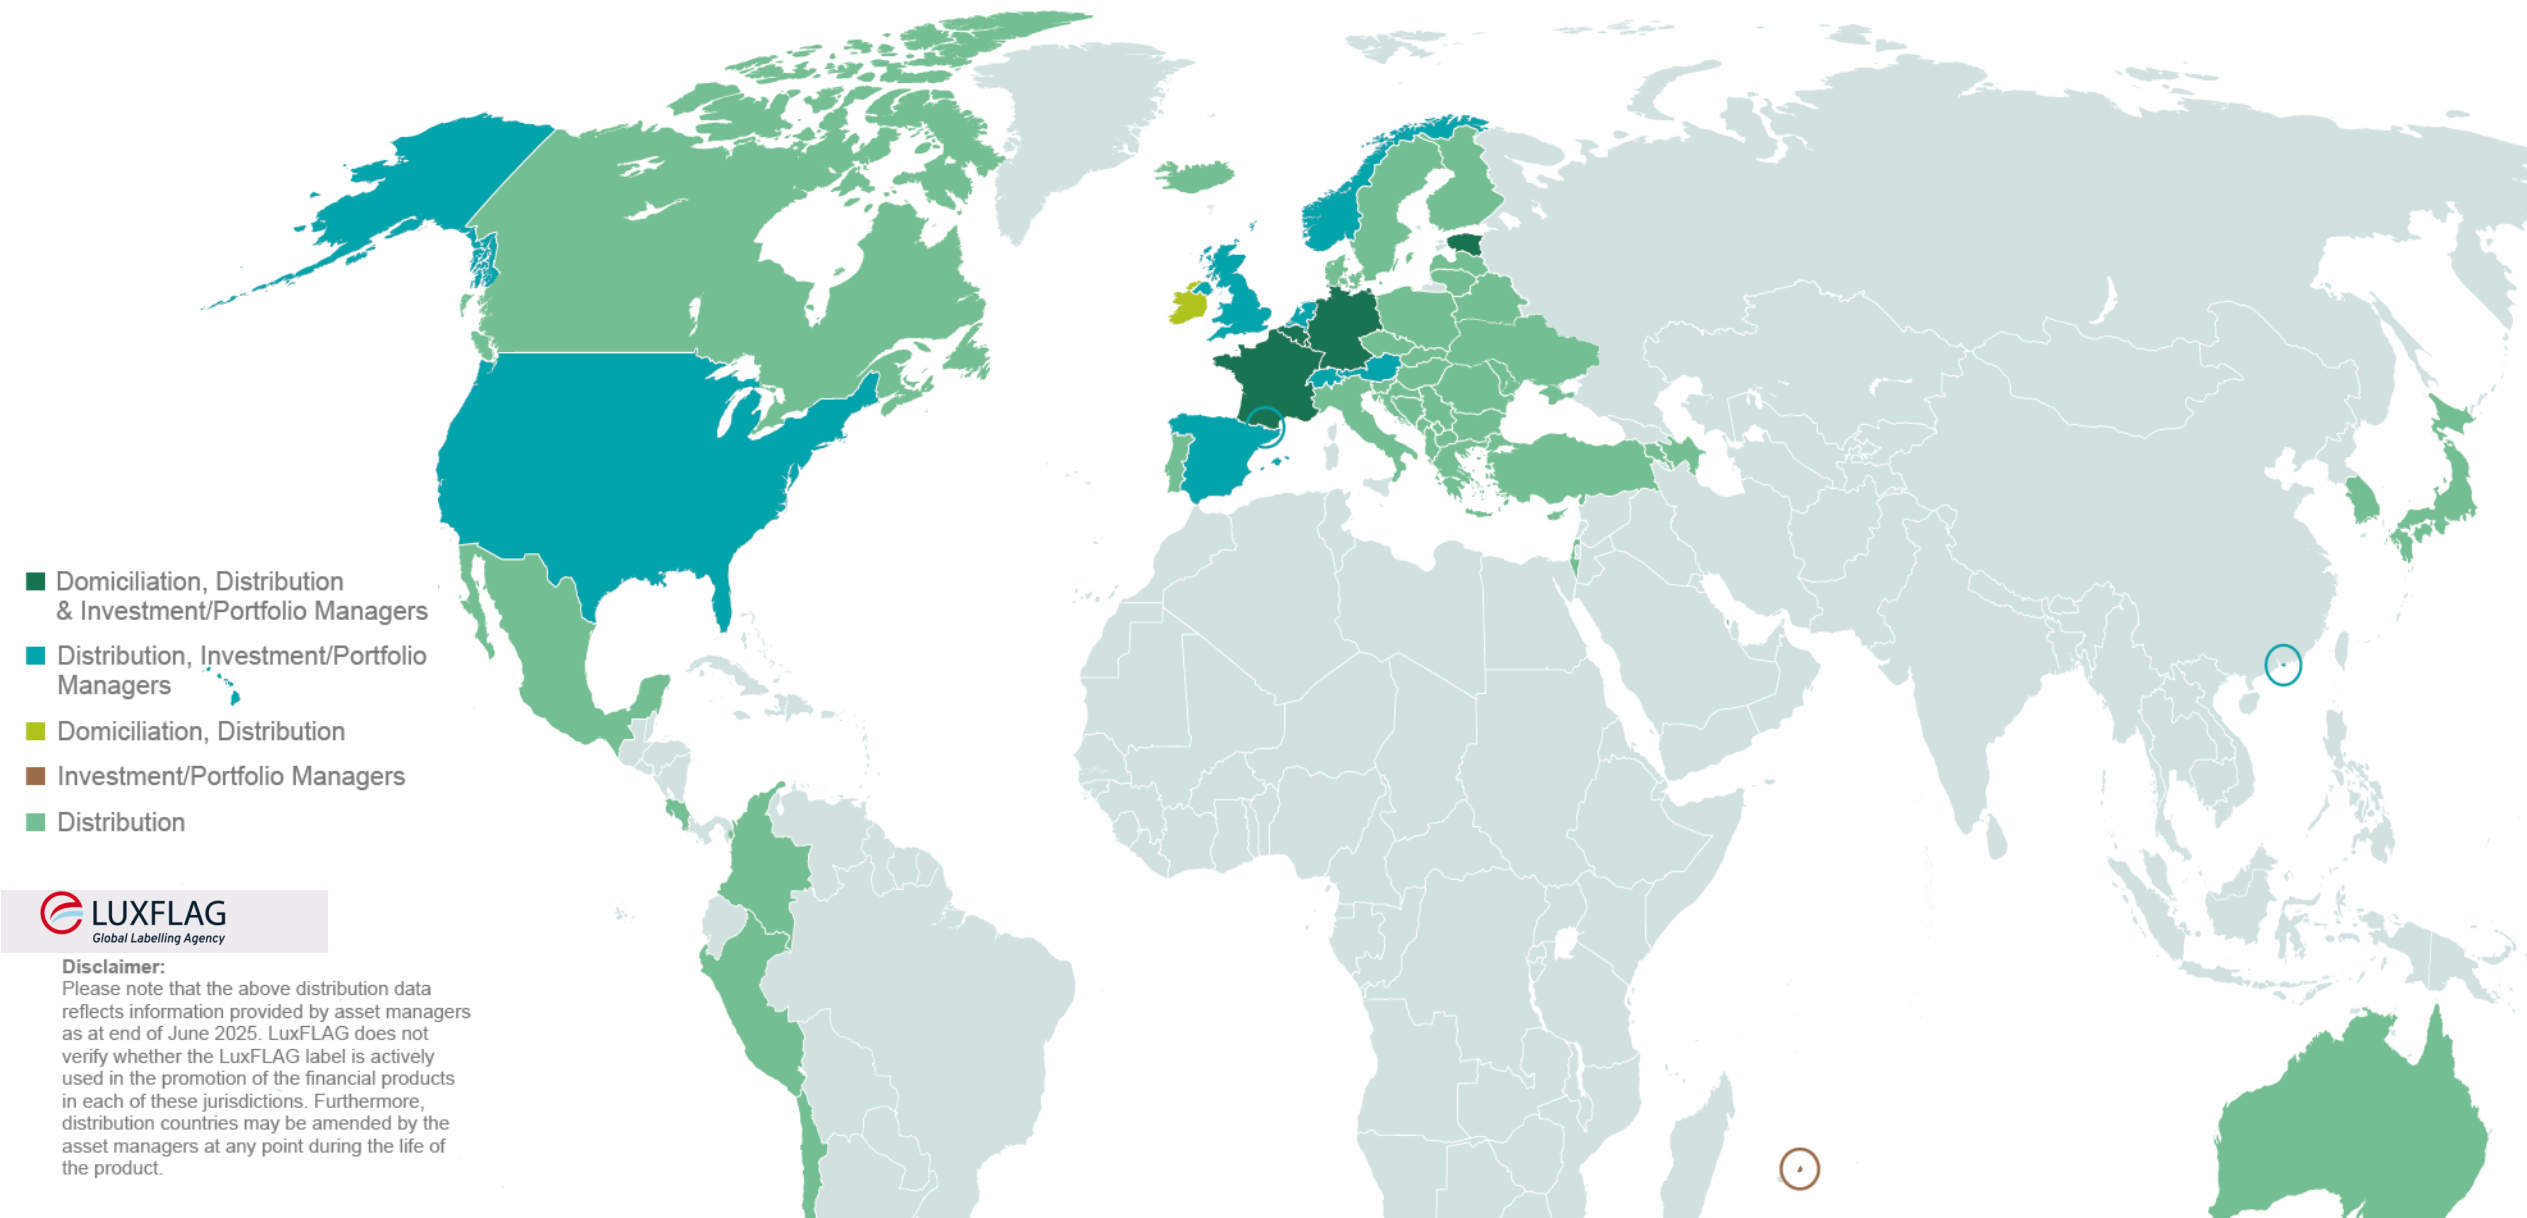 Domiciliation, Distribution
& Investment/Portfolio Managers
Distribution, Investment/Portfolio
Managers
Domiciliation, Distribution
Investment/Portfolio Managers
Distribution
LUXFLAG
Global Labelling Agency
Disclaimer:
Please note that the above distribution data
reflects information provided by asset managers
as at end of June 2025. LuxFLAG does not
verify whether the LuxFLAG label is actively
used in the promotion of the financial products
in each of these jurisdictions. Furthermore,
distribution countries may be amended by the
asset managers at any point during the life of
the product.